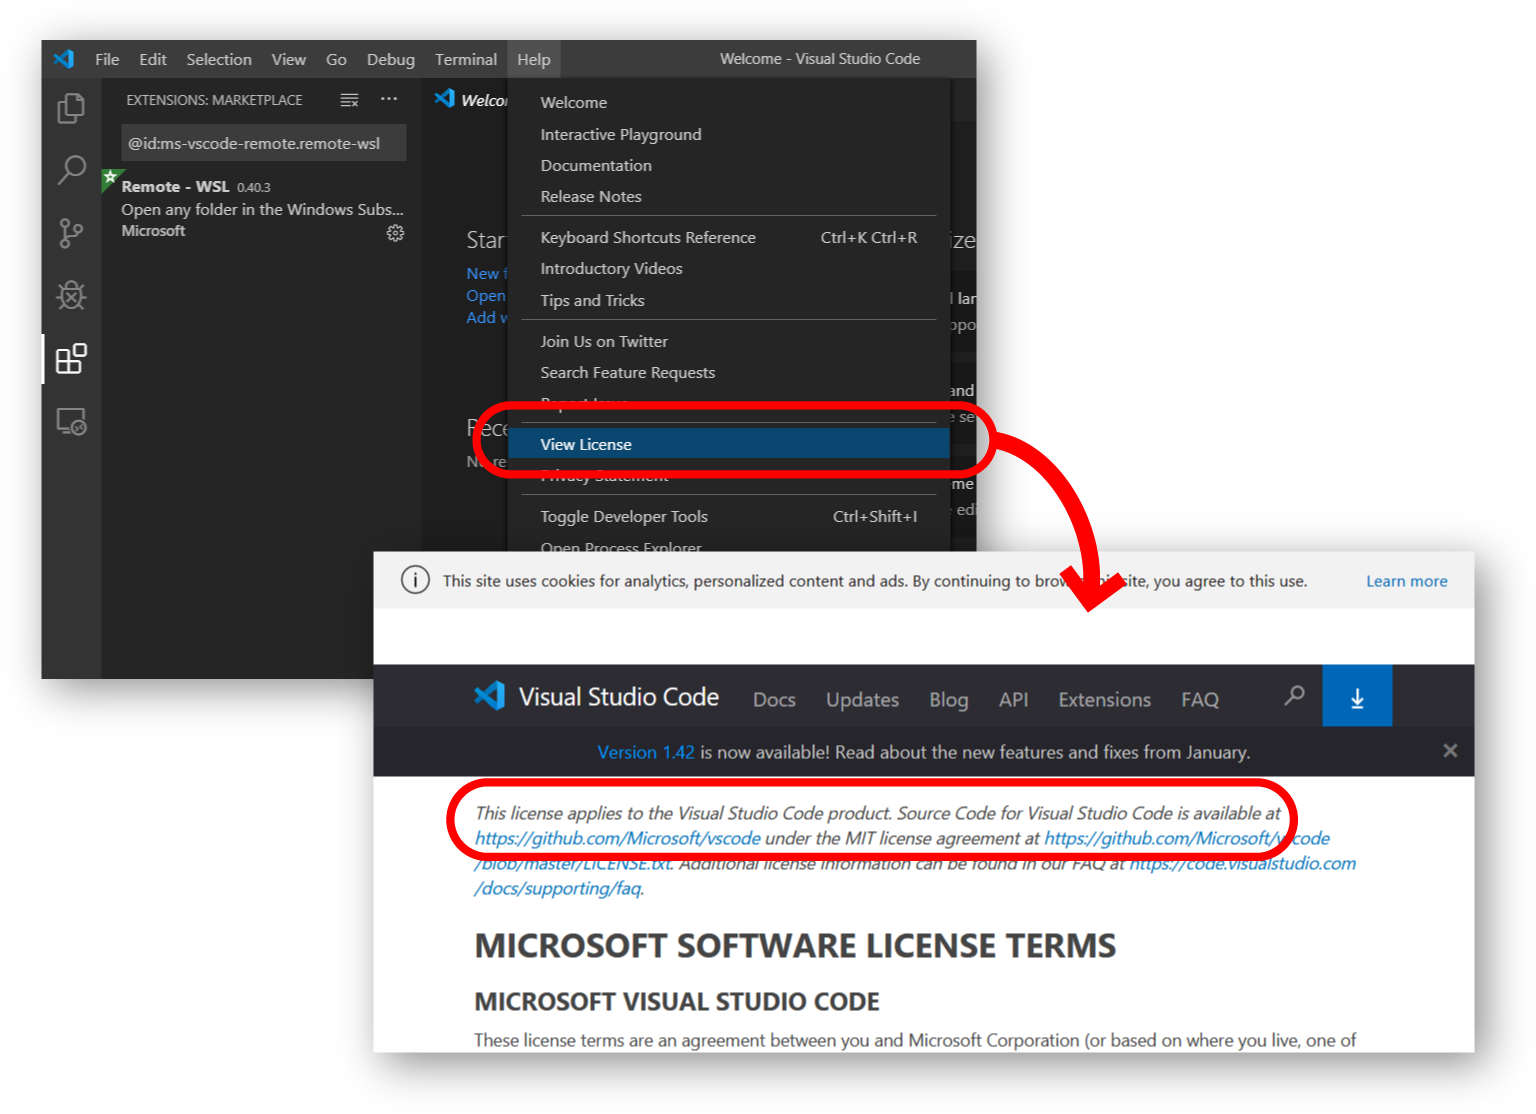 File Edit Selection View Go Debug Terminal Help Welcome - Visual Studio Code
EXTENSIONS: MARKETPLACE
@id:ms-vscode-remote.remote-wsl
Remote - WSL 0.40.3
Open any folder in the Windows Subs...
Microsoft
Welco
Star
New f
Open
Add w
Rece
No re
Welcome
Interactive Playground
Documentation
Release Notes
Keyboard Shortcuts Reference Ctrl+K Ctrl+R
Introductory Videos
Tips and Tricks
Join Us on Twitter
Search Feature Requests
Report Issue
View License
Privacy Statement
Toggle Developer Tools Ctrl+Shift+I
Open Process Explorer
ize
lar
ppo
and
se
me
edi
This site uses cookies for analytics, personalized content and ads. By continuing to browse this site, you agree to this use. Learn more
Visual Studio Code Docs Updates Blog API Extensions FAQ
Version 1.42 is now available! Read about the new features and fixes from January.
This license applies to the Visual Studio Code product. Source Code for Visual Studio Code is available at
https://github.com/Microsoft/vscode under the MIT license agreement at https://github.com/Microsoft/vscode
/blob/master/LICENSE.txt. Additional license information can be found in our FAQ at https://code.visualstudio.com
/docs/supporting/faq.
MICROSOFT SOFTWARE LICENSE TERMS
MICROSOFT VISUAL STUDIO CODE
These license terms are an agreement between you and Microsoft Corporation (or based on where you live, one of